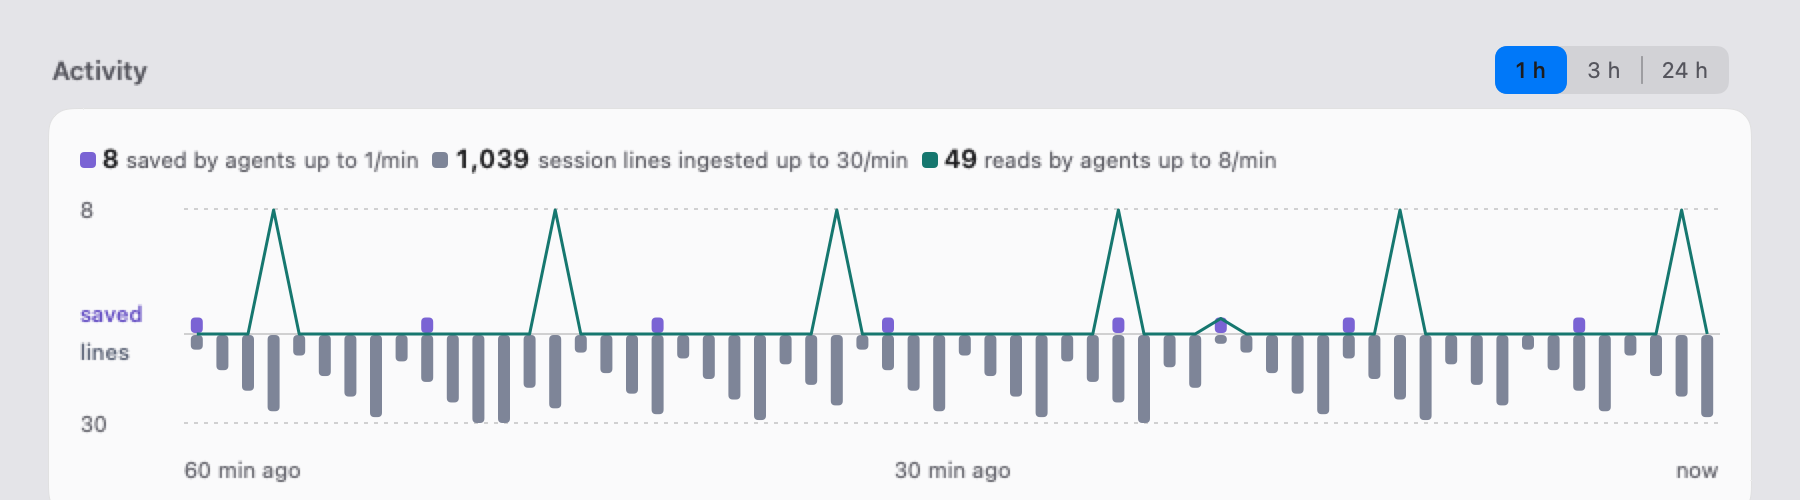 Activity
1 h 3 h 24 h
8 saved by agents up to 1/min 1,039 session lines ingested up to 30/min 49 reads by agents up to 8/min
8
saved
lines
30
60 min ago 30 min ago now